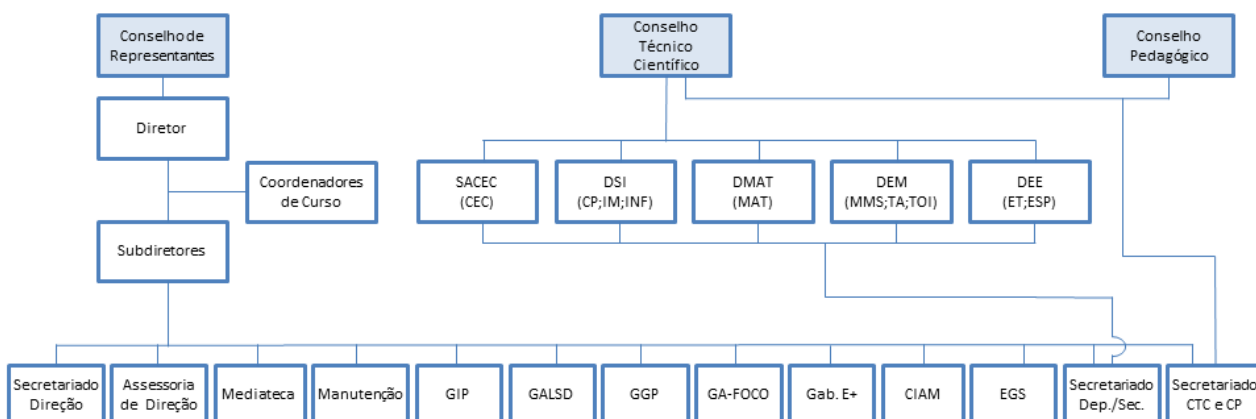 Conselho de
Representantes
Conselho
Técnico
Científico
Conselho
Pedagógico
Diretor
Coordenadores
de Curso
SACEC
(CEC)
DSI
(CP;IM;INF)
DMAT
(MAT)
DEM
(MMS;TA;TOI)
DEE
(ET;ESP)
Subdiretores
Secretariado
Direção
Assessoria
de Direção
Mediateca
Manutenção
GIP
GALSD
GGP
GA-FOCO
Gab. E+
CIAM
EGS
Secretariado
Dep./Sec.
Secretariado
CTC e CP